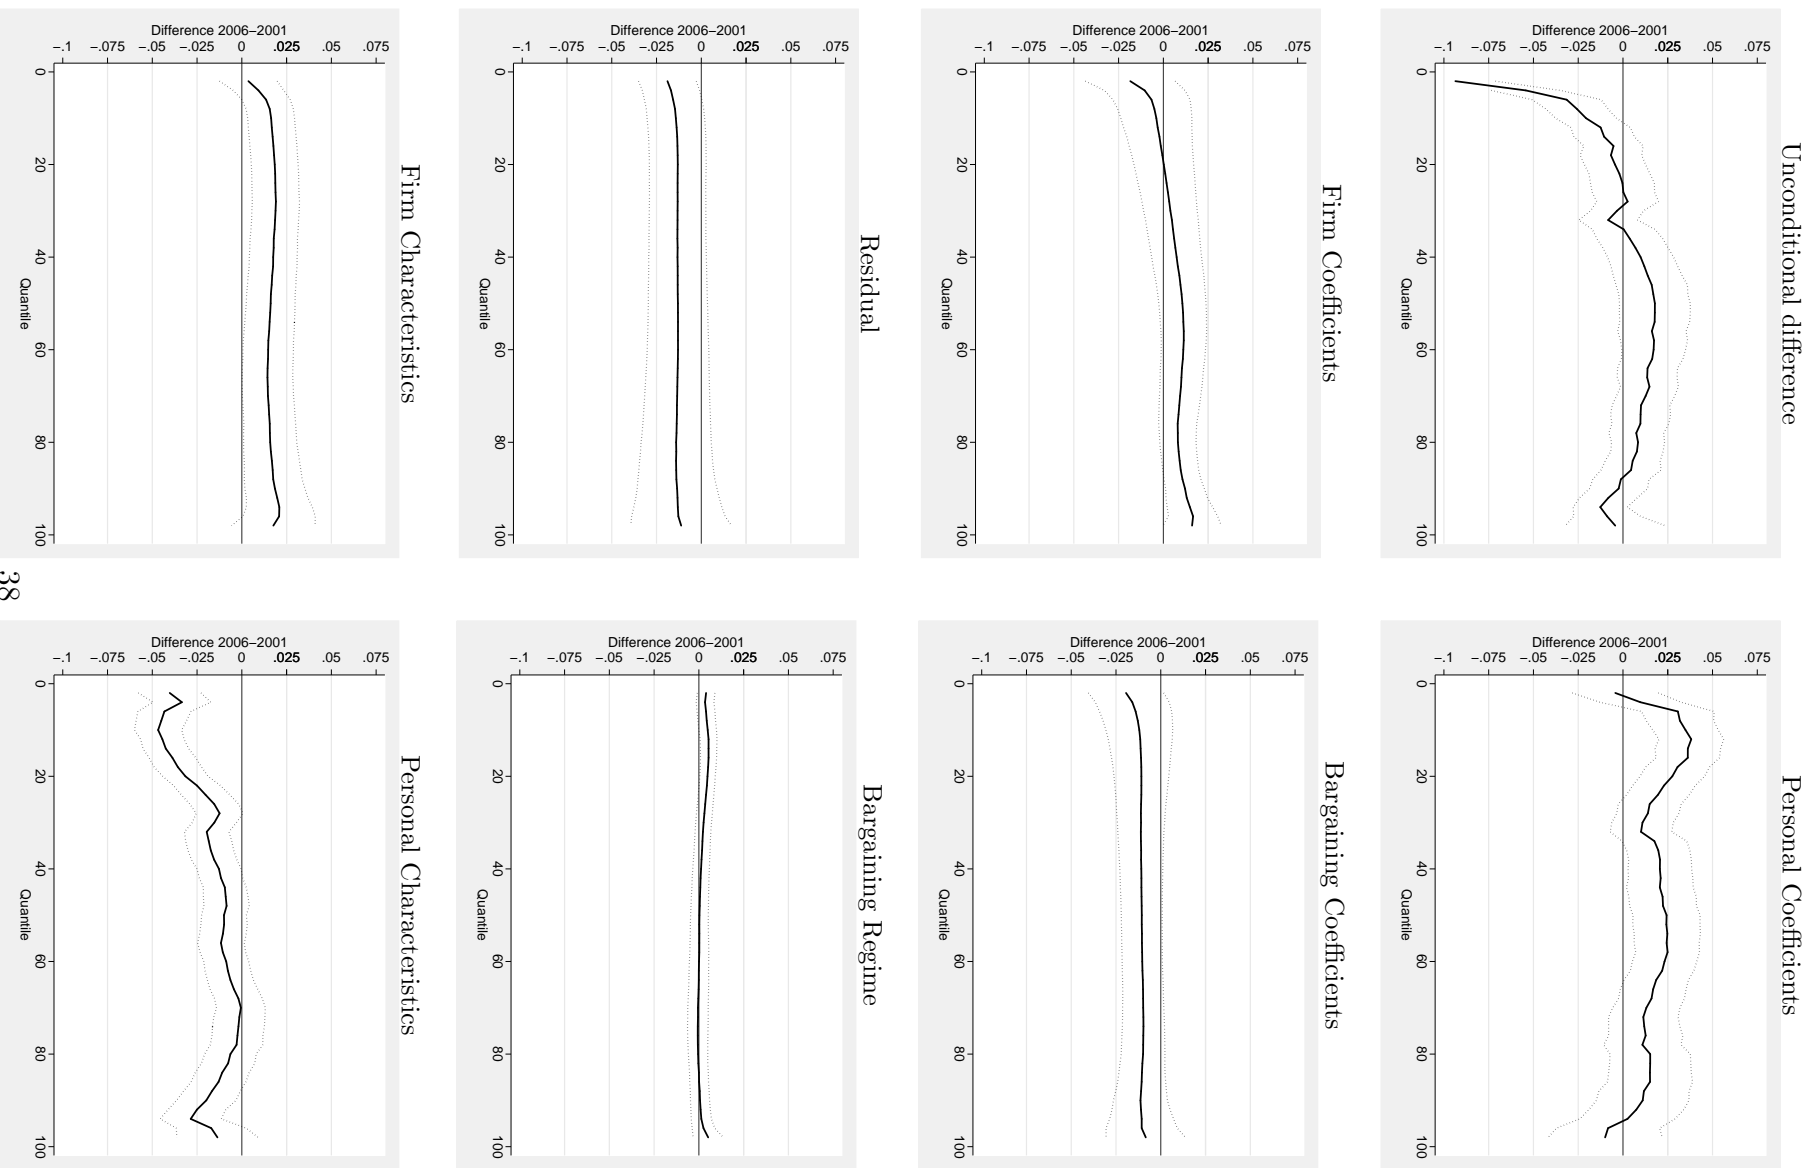 Unconditional difference
Difference 2006–2001
−.1 −.075 −.05 −.025 0 .025 .05 .075
0 20 40 60 80 100
Quantile
Personal Coefficients
Difference 2006–2001
−.1 −.075 −.05 −.025 0 .025 .05 .075
0 20 40 60 80 100
Quantile
Firm Coefficients
Difference 2006–2001
−.1 −.075 −.05 −.025 0 .025 .05 .075
0 20 40 60 80 100
Quantile
Bargaining Coefficients
Difference 2006–2001
−.1 −.075 −.05 −.025 0 .025 .05 .075
0 20 40 60 80 100
Quantile
Residual
Difference 2006–2001
−.1 −.075 −.05 −.025 0 .025 .05 .075
0 20 40 60 80 100
Quantile
Bargaining Regime
Difference 2006–2001
−.1 −.075 −.05 −.025 0 .025 .05 .075
0 20 40 60 80 100
Quantile
Firm Characteristics
Difference 2006–2001
−.1 −.075 −.05 −.025 0 .025 .05 .075
0 20 40 60 80 100
Quantile
Personal Characteristics
Difference 2006–2001
−.1 −.075 −.05 −.025 0 .025 .05 .075
0 20 40 60 80 100
Quantile
38